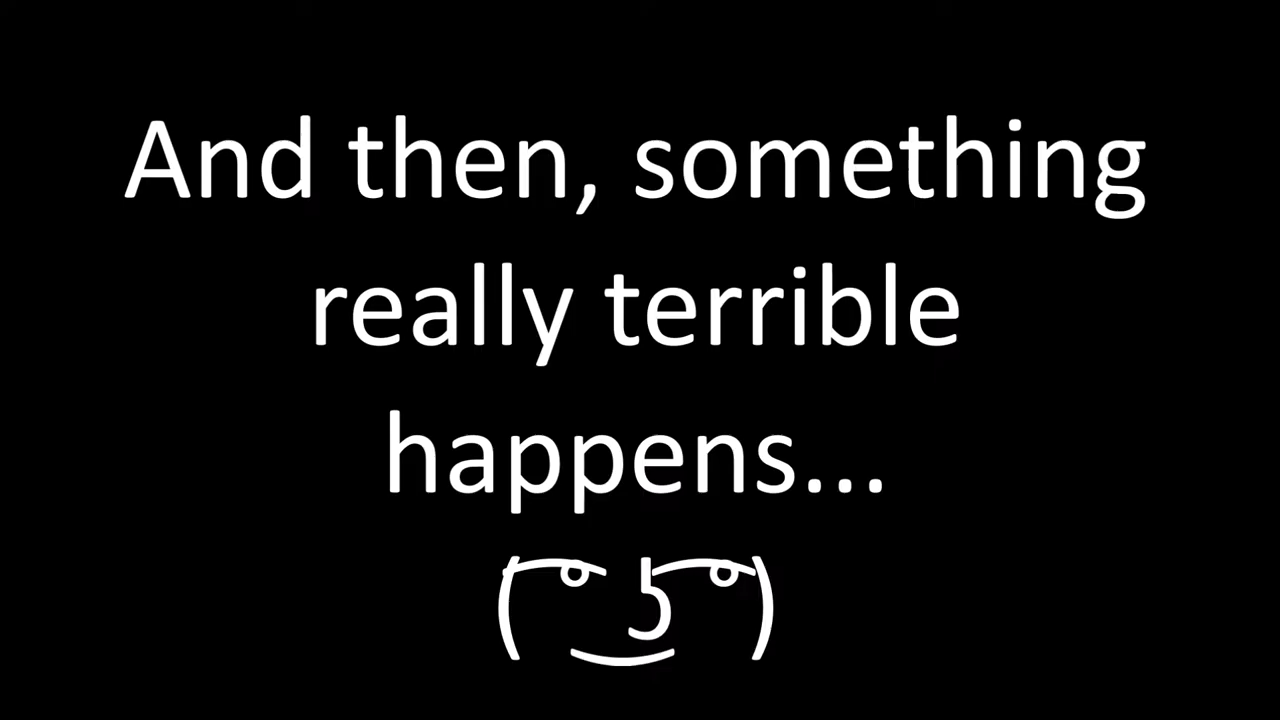 And then, something
really terrible
happens...
( ͡° ͜ʖ ͡°)